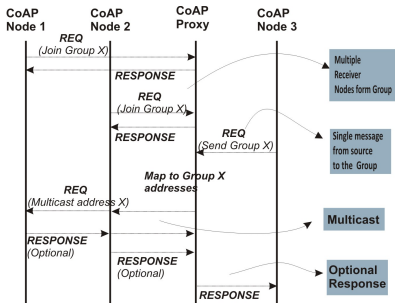 CoAP
Node 1
CoAP
Node 2
CoAP
Proxy
CoAP
Node 3
REQ
(Join Group X)
RESPONSE
Multiple
Receiver
Nodes form Group
REQ
(Join Group X)
RESPONSE
REQ
(Send Group X)
Single message
from source
to the Group
Map to Group X
addresses
REQ
(Multicast address X)
Multicast
RESPONSE
(Optional)
RESPONSE
(Optional)
Optional
Response
RESPONSE